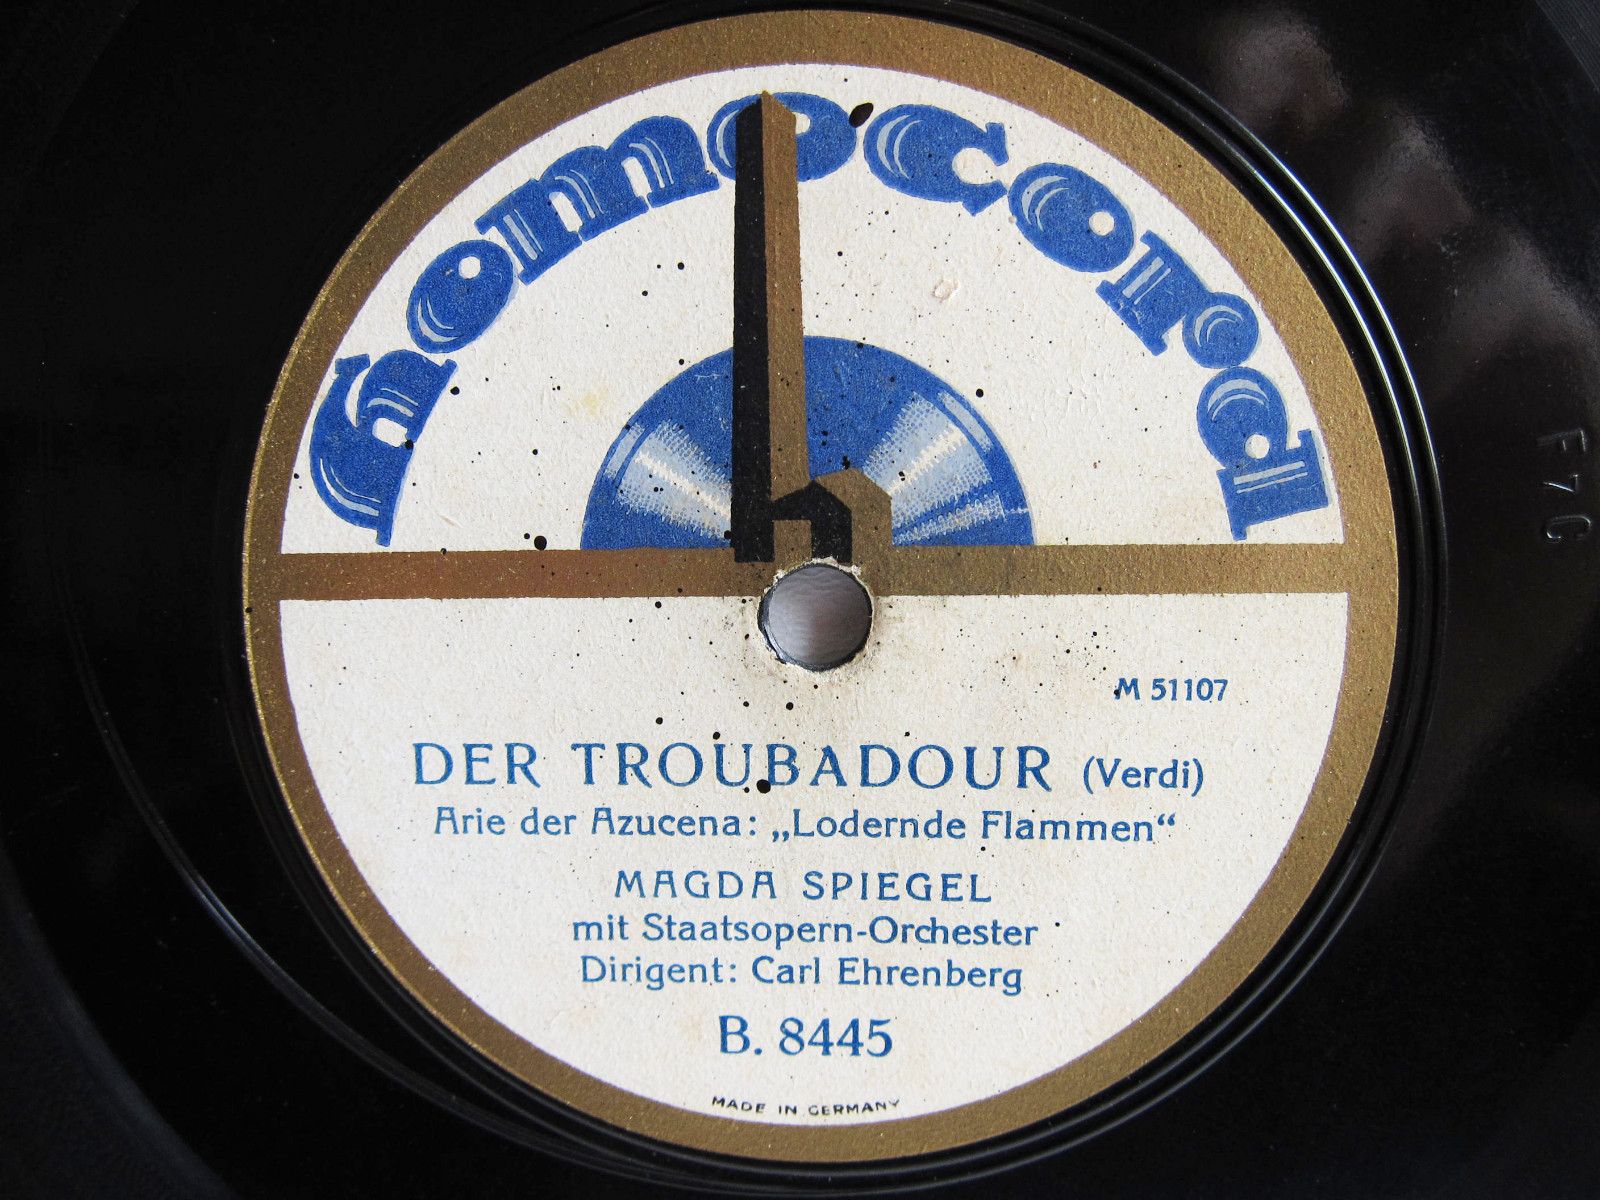 homocord
M 51107
DER TROUBADOUR (Verdi)
Arie der Azucena: „Lodernde Flammen“
MAGDA SPIEGEL
mit Staatsopern-Orchester
Dirigent: Carl Ehrenberg
B. 8445
MADE IN GERMANY
F7C